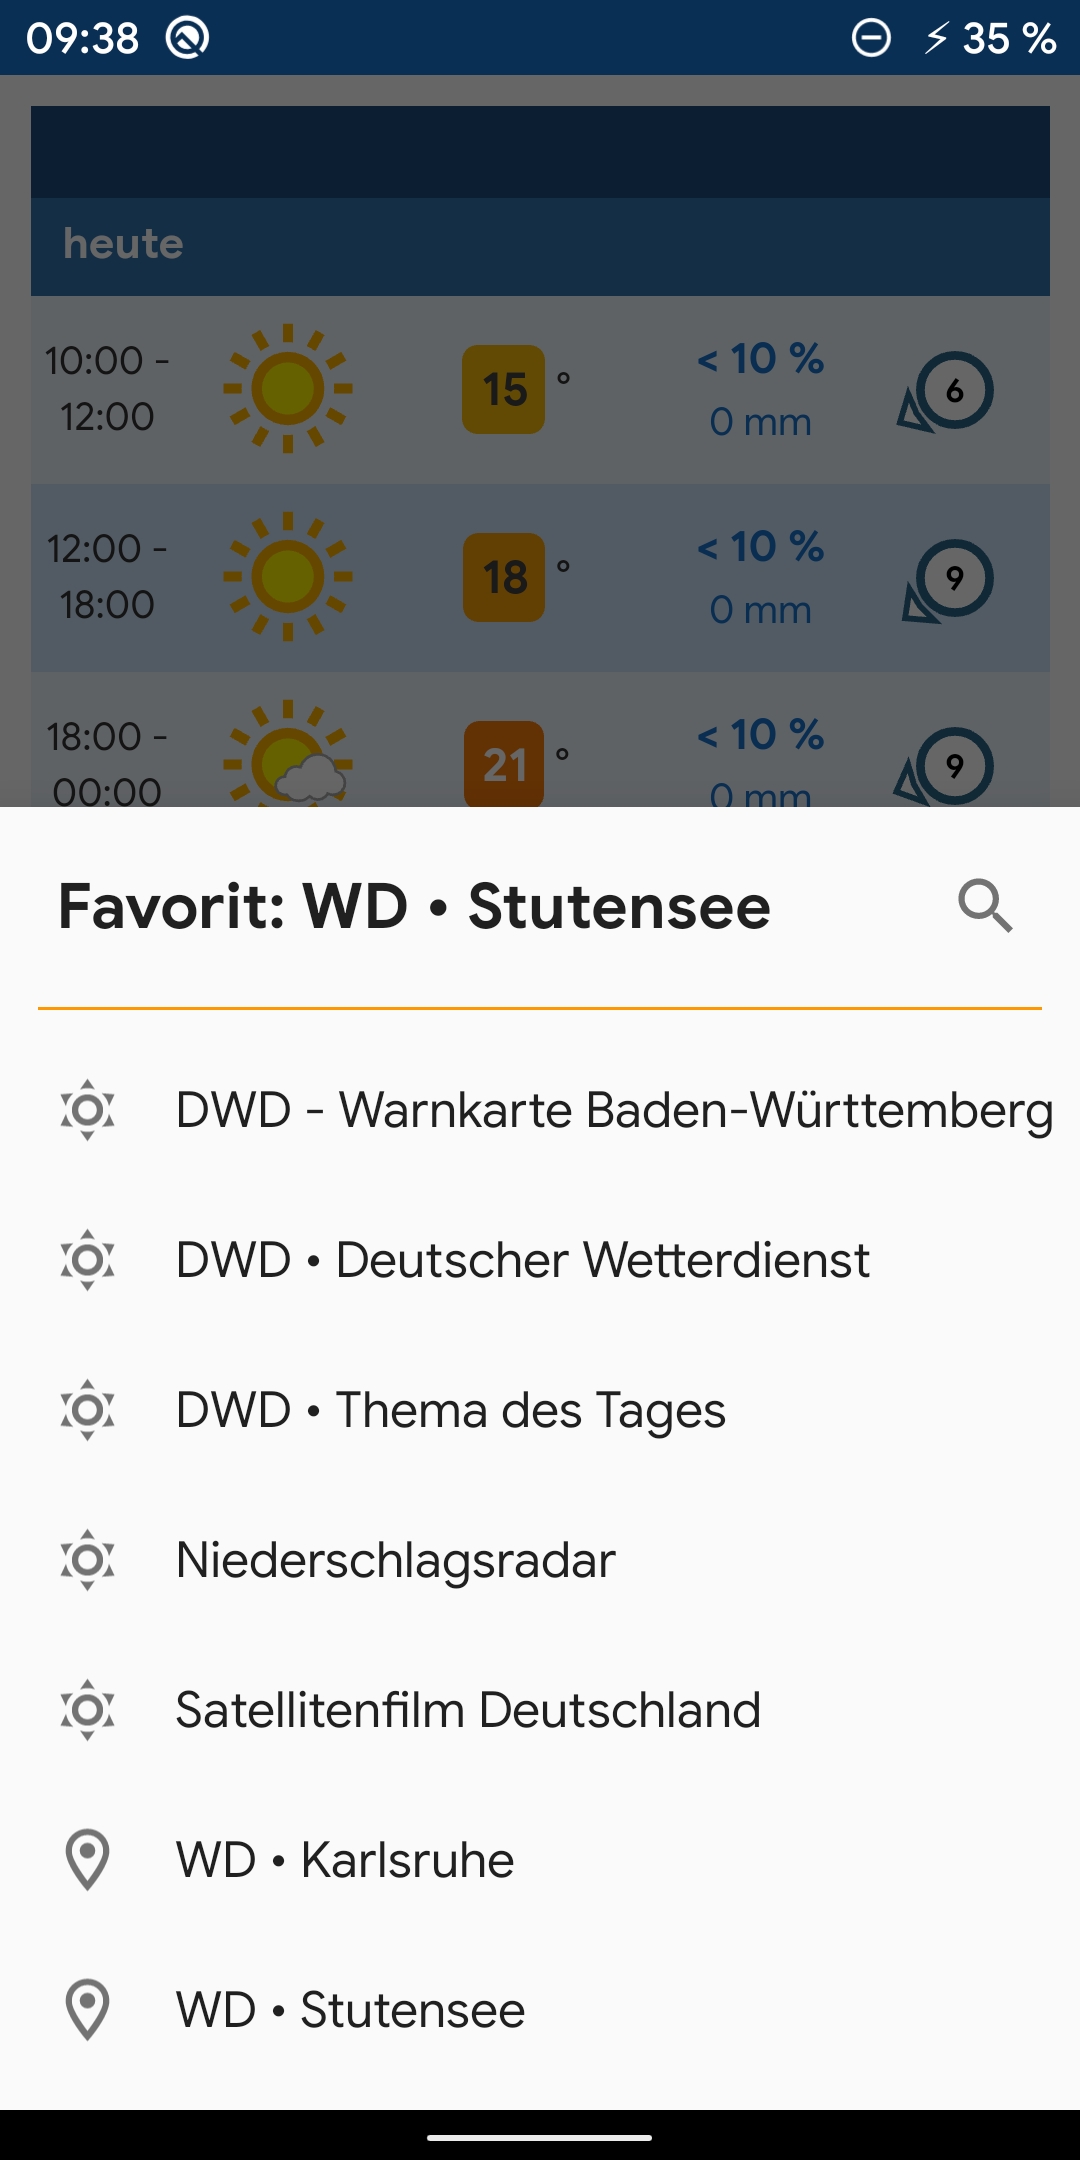 09:38 35 %
heute
10:00 -
12:00
15 °
< 10 %
0 mm
6
12:00 -
18:00
18 °
< 10 %
0 mm
9
18:00 -
00:00
21 °
< 10 %
0 mm
9
Favorit: WD • Stutensee
DWD - Warnkarte Baden-Württemberg
DWD • Deutscher Wetterdienst
DWD • Thema des Tages
Niederschlagsradar
Satellitenfilm Deutschland
WD • Karlsruhe
WD • Stutensee